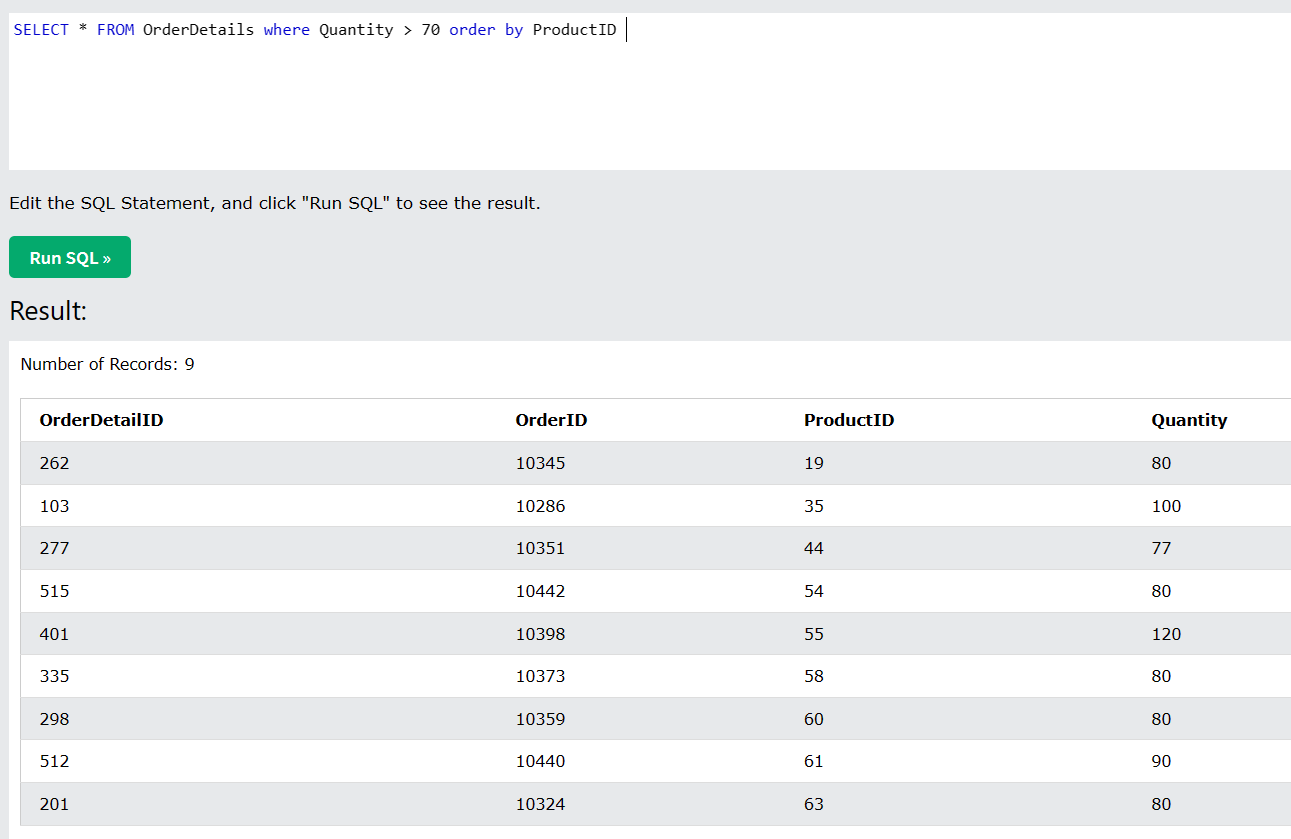 SELECT * FROM OrderDetails where Quantity > 70 order by ProductID
Edit the SQL Statement, and click "Run SQL" to see the result.
Run SQL »
Result:
Number of Records: 9
OrderDetailID OrderID ProductID Quantity
262 10345 19 80
103 10286 35 100
277 10351 44 77
515 10442 54 80
401 10398 55 120
335 10373 58 80
298 10359 60 80
512 10440 61 90
201 10324 63 80